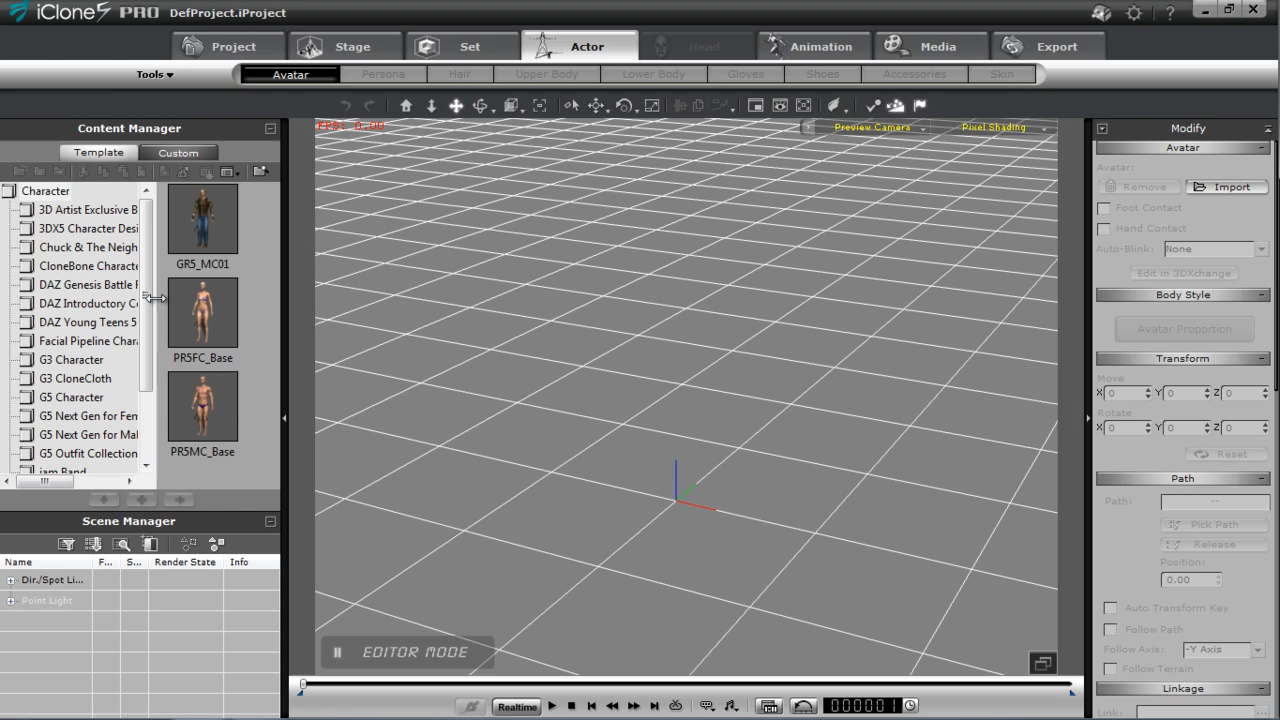 iClone5 PRO DefProject.iProject
Project Stage Set Actor Head Animation Media Export
Tools Avatar Persona Hair Upper Body Lower Body Gloves Shoes Accessories Skin
Content Manager
Template Custom
Character
3D Artist Exclusive B
3DX5 Character Desi
Chuck & The Neigh
CloneBone Characte
DAZ Genesis Battle
DAZ Introductory C
DAZ Young Teens 5
Facial Pipeline Char
G3 Character
G3 CloneCloth
G5 Character
G5 Next Gen for Fem
G5 Next Gen for Mal
G5 Outfit Collection
jam Band
GR5_MC01
PR5FC_Base
PR5MC_Base
Scene Manager
Name F... S... Render State Info
Dir./Spot Li...
Point Light
FPS: 0.00
Preview Camera Pixel Shading
EDITOR MODE
Realtime 0000001
Modify
Avatar
Avatar:
Remove Import
Foot Contact
Hand Contact
Auto-Blink: None
Edit in 3DXchange
Body Style
Avatar Proportion
Transform
Move
X 0 Y 0 Z 0
Rotate
X 0 Y 0 Z 0
Reset
Path
Path: --
Pick Path
Release
Position:
0.00
Auto Transform Key
Follow Path
Follow Axis: -Y Axis
Follow Terrain
Linkage
Link: